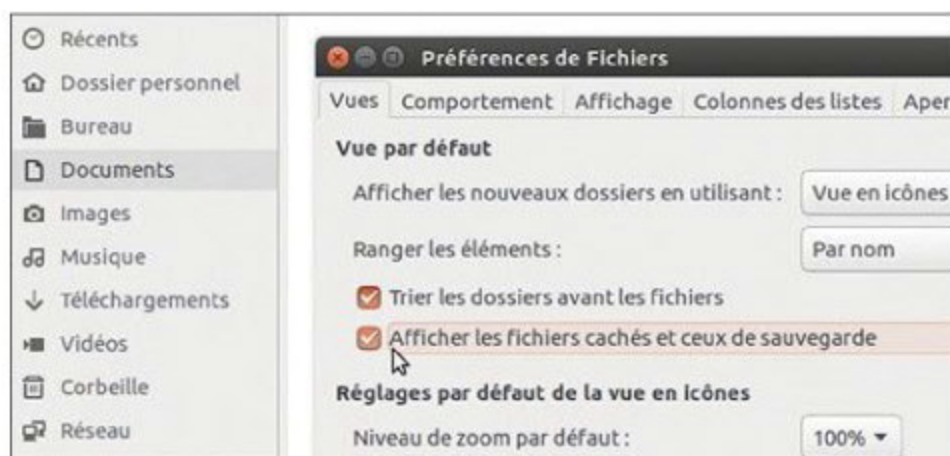 Récents
Dossier personnel
Bureau
Documents
Images
Musique
Téléchargements
Vidéos
Corbeille
Réseau
Préférences de Fichiers
Vues Comportement Affichage Colonnes des listes Aper
Vue par défaut
Afficher les nouveaux dossiers en utilisant : Vue en icônes
Ranger les éléments : Par nom
Trier les dossiers avant les fichiers
Afficher les fichiers cachés et ceux de sauvegarde
Réglages par défaut de la vue en icônes
Niveau de zoom par défaut : 100%